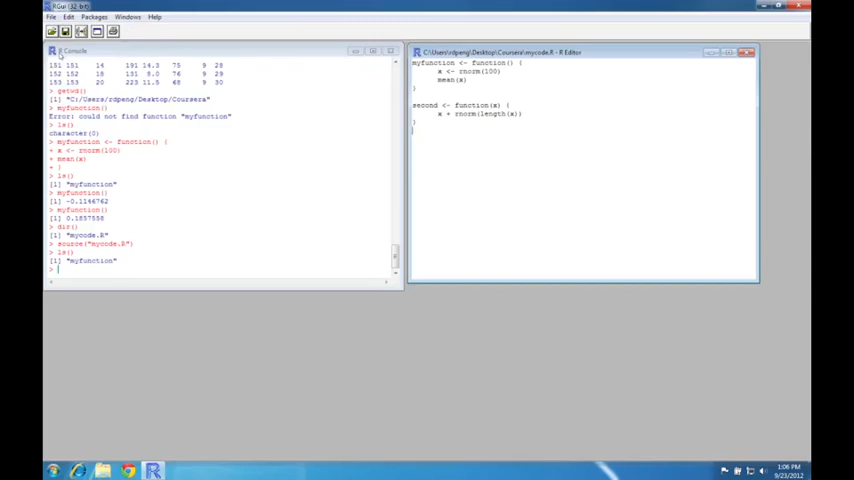 RGui (32-bit)
File Edit Packages Windows Help
R Console
151 151 14 191 14.3 75 9 28
152 152 18 131 8.0 76 9 29
153 153 20 223 11.5 68 9 30
> getwd()
[1] "C:/Users/rdpeng/Desktop/Coursera"
> myfunction()
Error: could not find function "myfunction"
> ls()
character(0)
> myfunction <- function() {
+ x <- rnorm(100)
+ mean(x)
+ }
> ls()
[1] "myfunction"
> myfunction()
[1] -0.1146762
> myfunction()
[1] 0.1857558
> dir()
[1] "mycode.R"
> source("mycode.R")
> ls()
[1] "myfunction"
>
C:\Users\rdpeng\Desktop\Coursera\mycode.R - R Editor
myfunction <- function() {
x <- rnorm(100)
mean(x)
}
second <- function(x) {
x + rnorm(length(x))
}
1:06 PM
9/23/2012